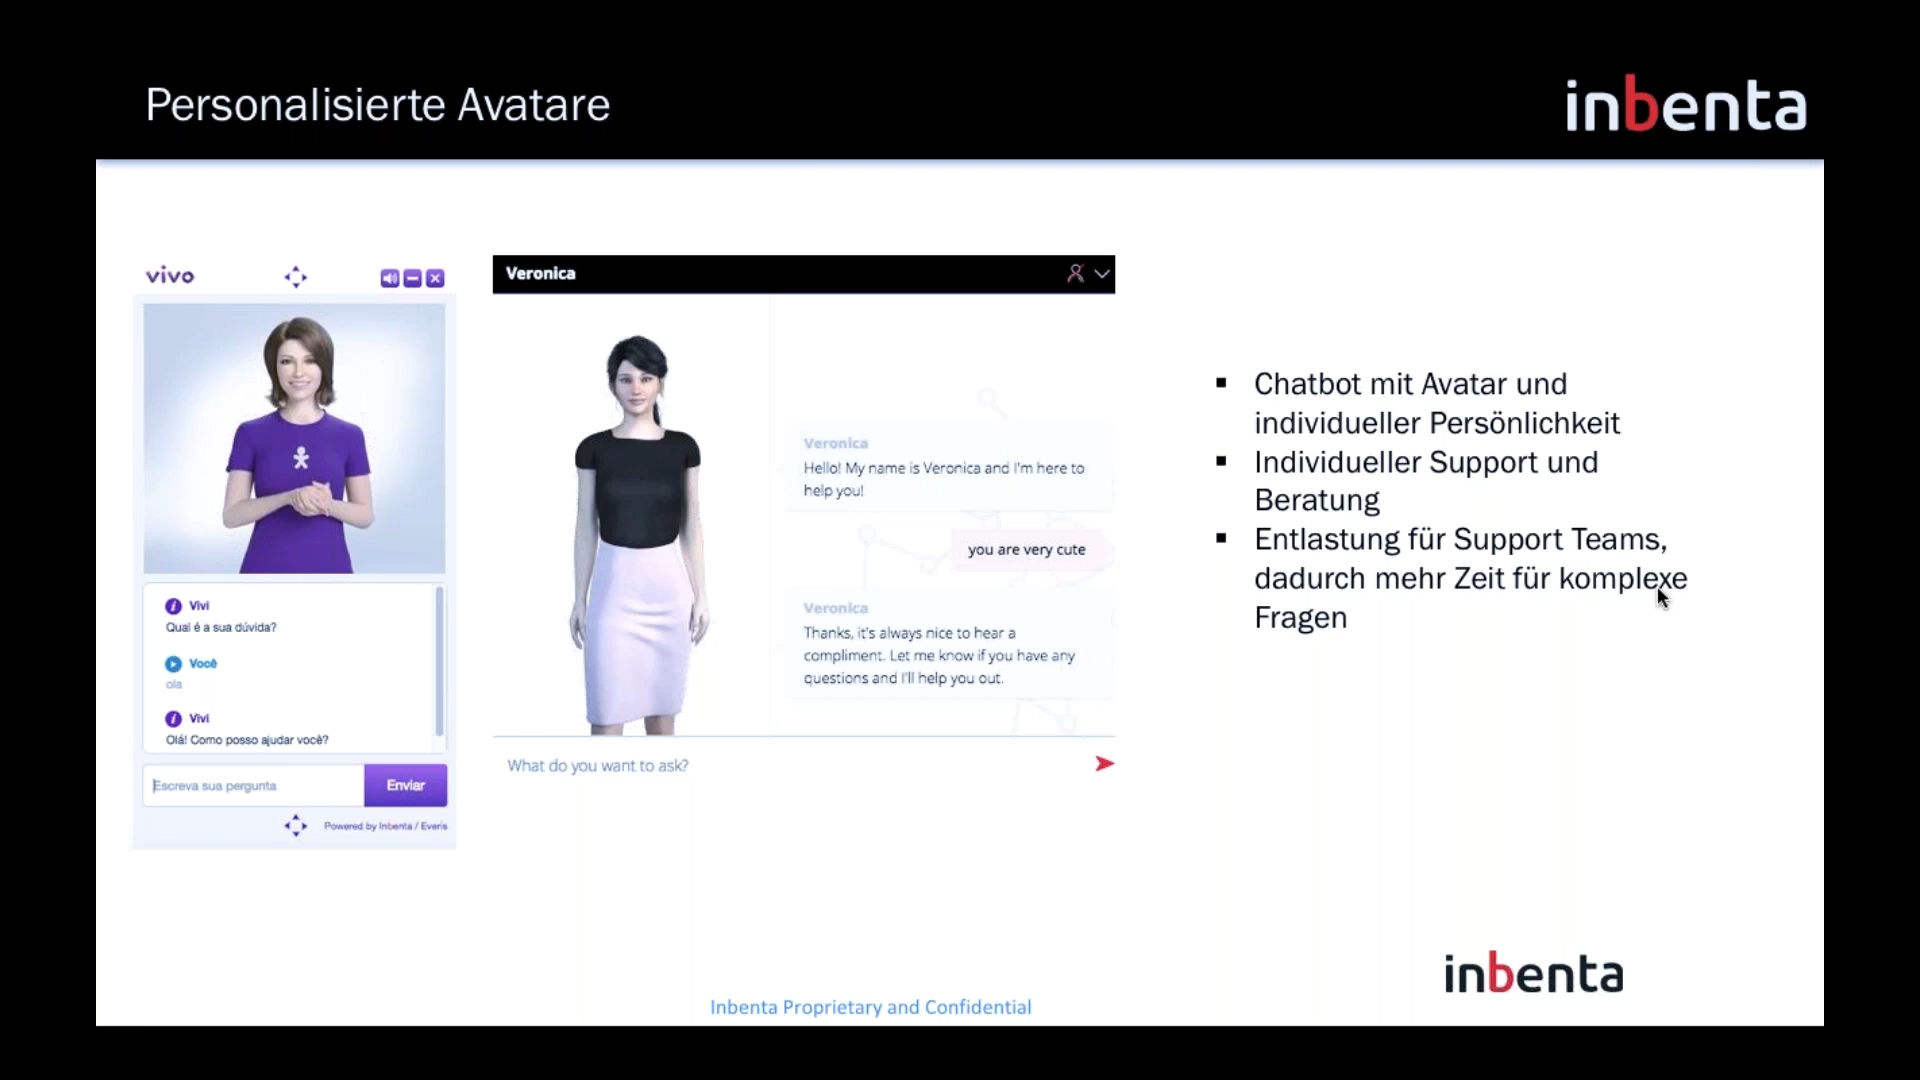 Personalisierte Avatare
inbenta
vivo
Vivi
Qual é a sua dúvida?
Você
ola
Vivi
Olá! Como posso ajudar você?
Escreva sua pergunta
Enviar
Powered by Inbenta / Everis
Veronica
Veronica
Hello! My name is Veronica and I'm here to
help you!
you are very cute
Veronica
Thanks, it's always nice to hear a
compliment. Let me know if you have any
questions and I'll help you out.
What do you want to ask?
▪ Chatbot mit Avatar und
individueller Persönlichkeit
▪ Individueller Support und
Beratung
▪ Entlastung für Support Teams,
dadurch mehr Zeit für komplexe
Fragen
inbenta
Inbenta Proprietary and Confidential